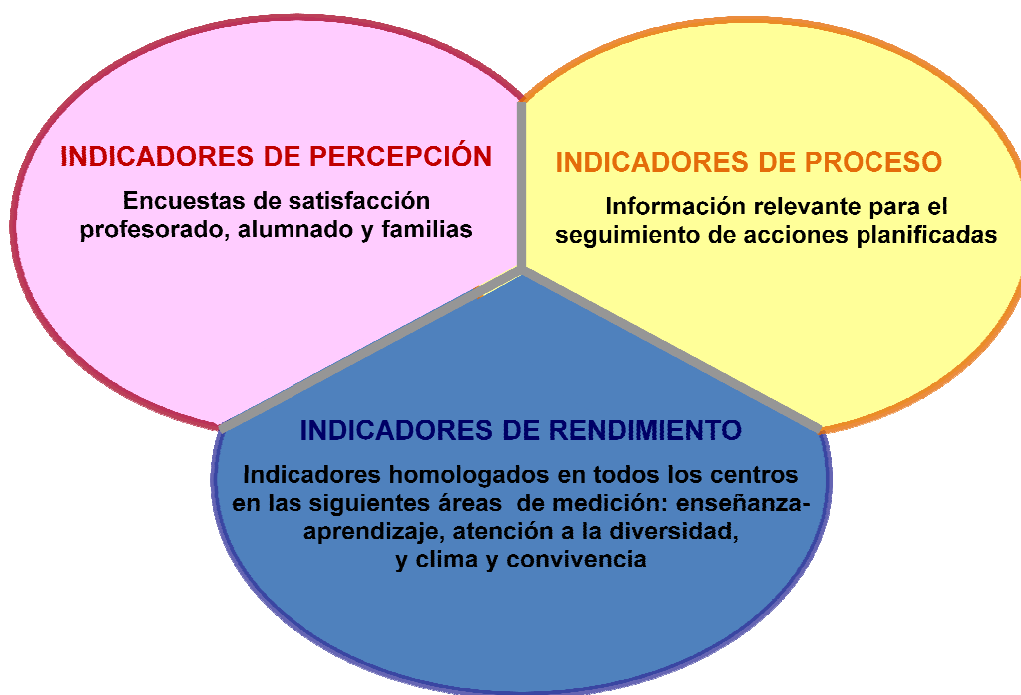 INDICADORES DE PERCEPCIÓN
Encuestas de satisfacción
profesorado, alumnado y familias
INDICADORES DE PROCESO
Información relevante para el
seguimiento de acciones planificadas
INDICADORES DE RENDIMIENTO
Indicadores homologados en todos los centros
en las siguientes áreas de medición: enseñanza-
aprendizaje, atención a la diversidad,
y clima y convivencia